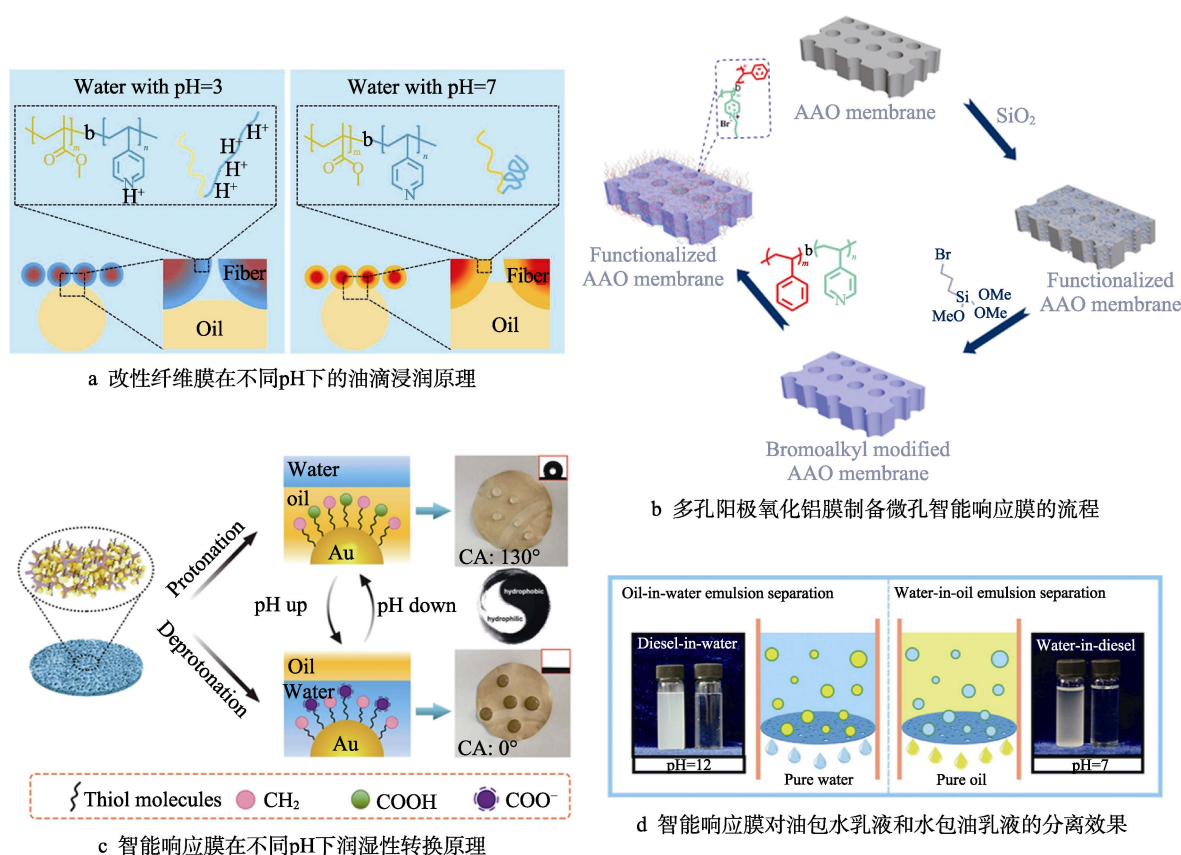 Water with pH=3
b
m
n
H⁺
H⁺
H⁺
H⁺
H⁺
N
O
O
Fiber
Oil
Water with pH=7
b
m
n
N
O
O
Fiber
Oil
a 改性纤维膜在不同pH下的油滴浸润原理
AAO membrane
SiO₂
Functionalized
AAO membrane
Br
Si
OMe
OMe
MeO
Bromoalkyl modified
AAO membrane
b
m
n
N
Functionalized
AAO membrane
b
Br
b 多孔阳极氧化铝膜制备微孔智能响应膜的流程
Protonation
Deprotonation
Water
oil
Au
CA: 130°
pH up
pH down
hydrophobic
hydrophilic
Oil
Water
Au
CA: 0°
Thiol molecules
CH₂
COOH
COO⁻
c 智能响应膜在不同pH下润湿性转换原理
Oil-in-water emulsion separation
Diesel-in-water
pH=12
Pure water
Water-in-oil emulsion separation
Water-in-diesel
pH=7
Pure oil
d 智能响应膜对油包水乳液和水包油乳液的分离效果